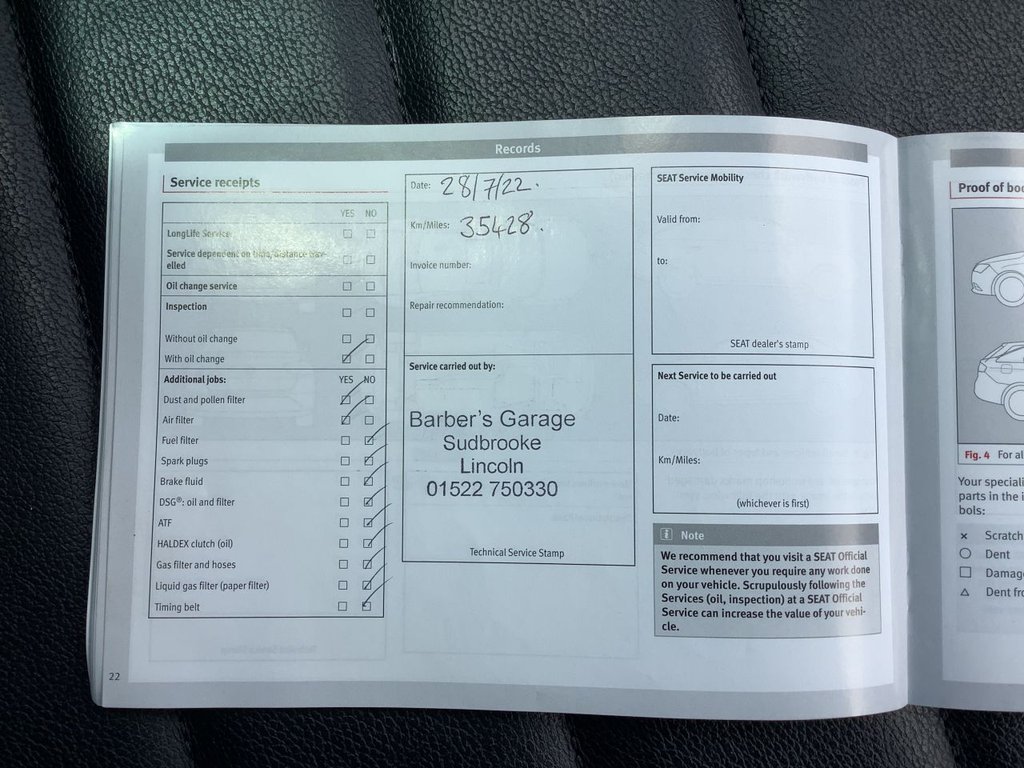 Records
Service receipts
YES NO
LongLife Service
Service dependent on time/distance trav-
elled
Oil change service
Inspection
Without oil change
With oil change
Additional jobs: YES NO
Dust and pollen filter
Air filter
Fuel filter
Spark plugs
Brake fluid
DSG®: oil and filter
ATF
HALDEX clutch (oil)
Gas filter and hoses
Liquid gas filter (paper filter)
Timing belt
22
Date: 28/7/22.
Km/Miles: 35428.
Invoice number:
Repair recommendation:
Service carried out by:
Barber's Garage
Sudbrooke
Lincoln
01522 750330
Technical Service Stamp
SEAT Service Mobility
Valid from:
to:
SEAT dealer's stamp
Next Service to be carried out
Date:
Km/Miles:
(whichever is first)
i Note
We recommend that you visit a SEAT Official
Service whenever you require any work done
on your vehicle. Scrupulously following the
Services (oil, inspection) at a SEAT Official
Service can increase the value of your vehi-
cle.
Proof of bod
Fig. 4 For al
Your speciali
parts in the i
bols:
× Scratch
Dent
Damag
Dent fro